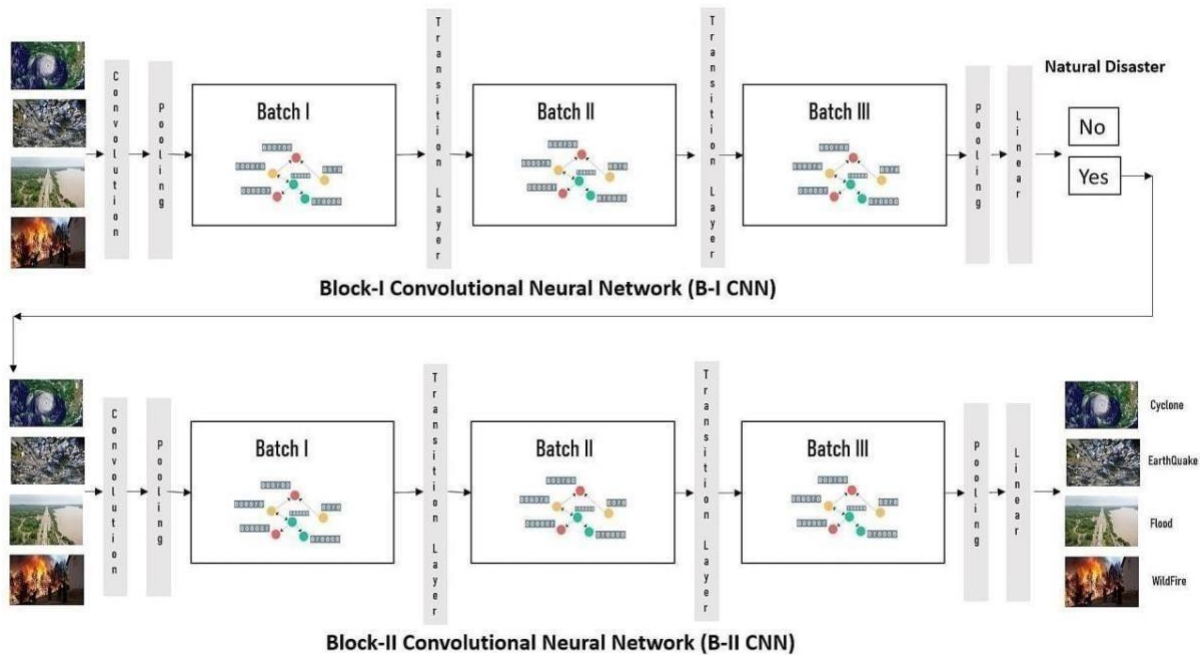 Convolution
Pooling
Batch I
Transition Layer
Batch II
Transition Layer
Batch III
Pooling
Linear
Natural Disaster
No
Yes
Block-I Convolutional Neural Network (B-I CNN)
Convolution
Pooling
Batch I
Transition Layer
Batch II
Transition Layer
Batch III
Pooling
Linear
Cyclone
EarthQuake
Flood
WildFire
Block-II Convolutional Neural Network (B-II CNN)